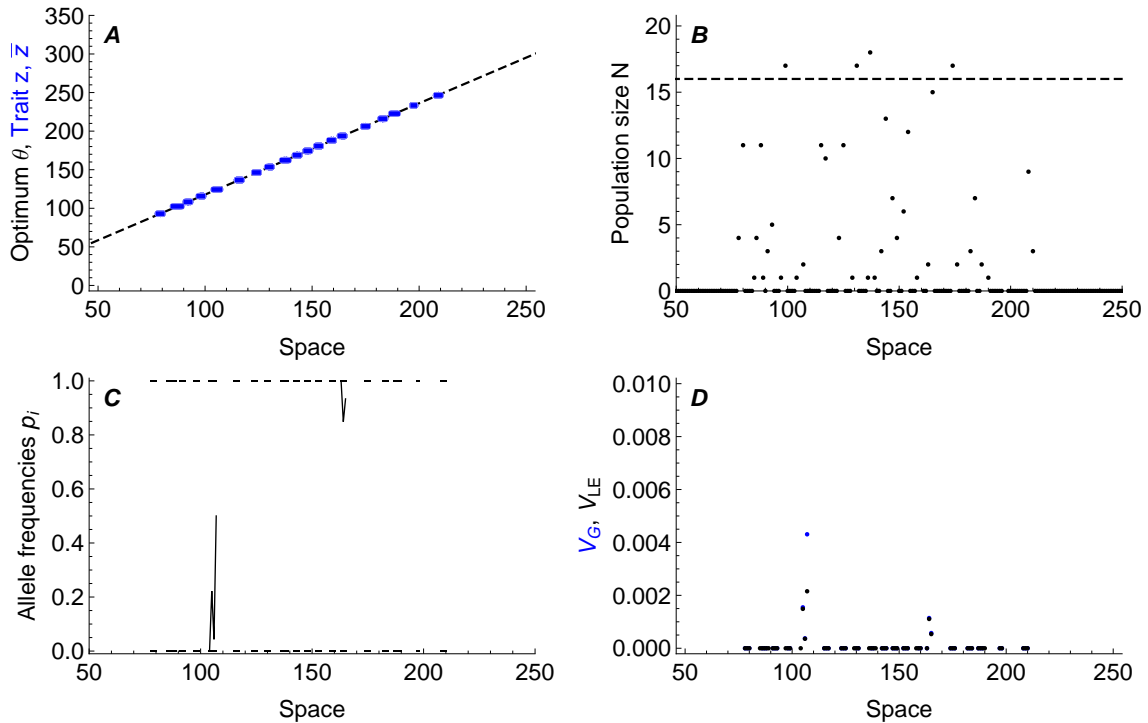 A
Optimum θ, Trait z, z̅
350
300
250
200
150
100
50
0
50 100 150 200 250
Space
B
Population size N
20
15
10
5
0
50 100 150 200 250
Space
C
Allele frequencies pᵢ
1.0
0.8
0.6
0.4
0.2
0.0
50 100 150 200 250
Space
D
V_G, V_LE
0.010
0.008
0.006
0.004
0.002
0.000
50 100 150 200 250
Space